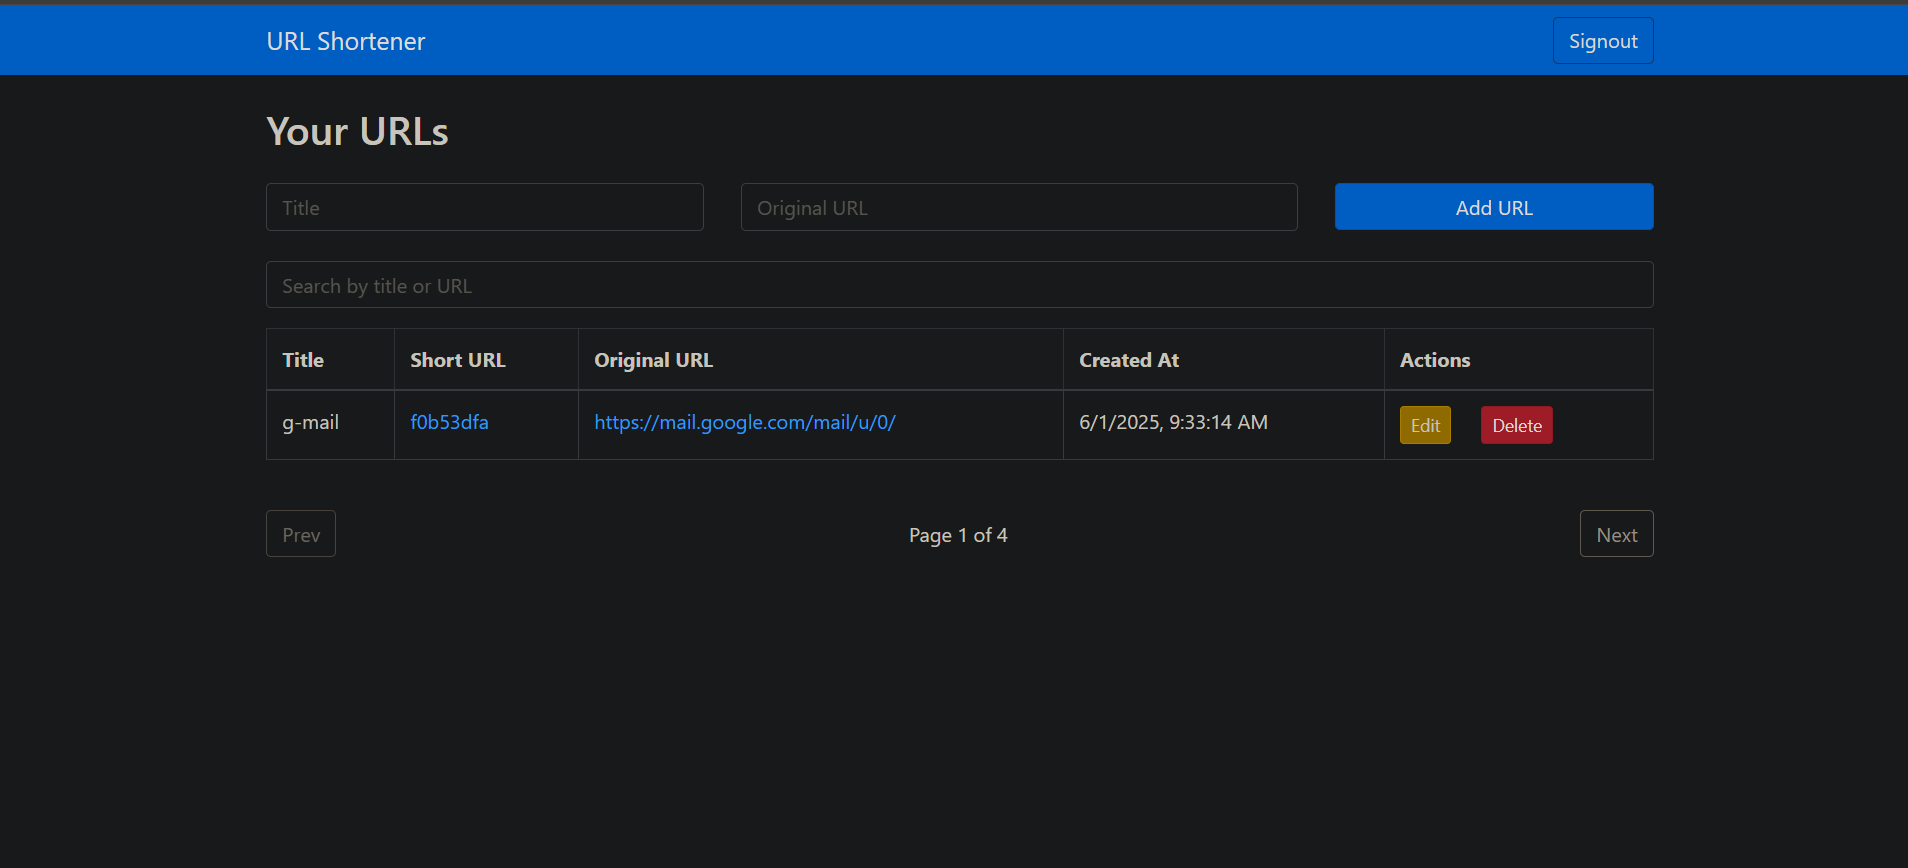 URL Shortener
Signout
Your URLs
Title
Original URL
Add URL
Search by title or URL
Title Short URL Original URL Created At Actions
g-mail f0b53dfa https://mail.google.com/mail/u/0/ 6/1/2025, 9:33:14 AM Edit Delete
Prev Page 1 of 4 Next